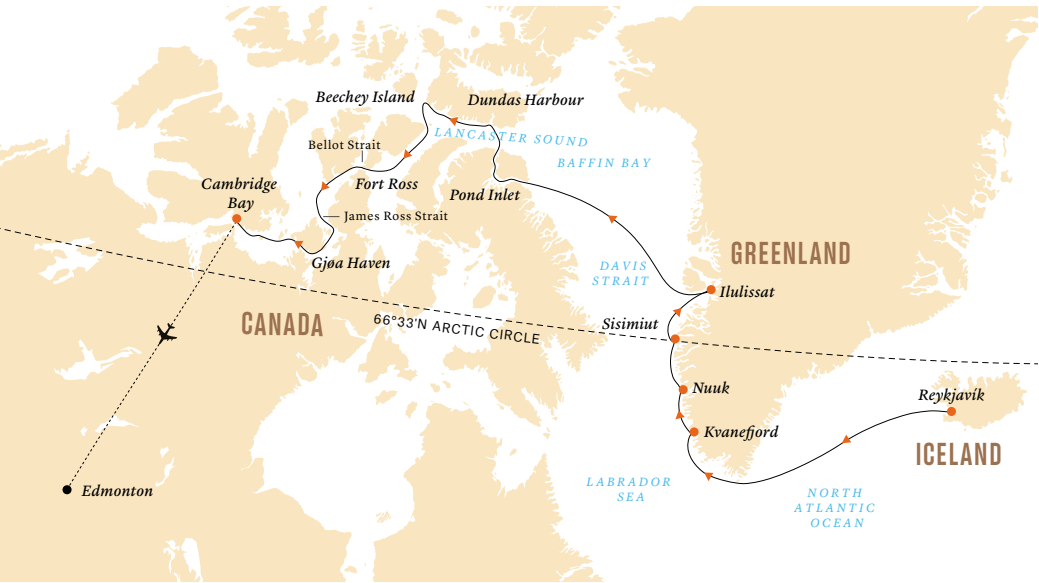 Beechey Island
Dundas Harbour
LANCASTER SOUND
Bellot Strait
BAFFIN BAY
Cambridge
Bay
Fort Ross
Pond Inlet
James Ross Strait
GREENLAND
Gjøa Haven
DAVIS
STRAIT
Ilulissat
CANADA
66°33'N ARCTIC CIRCLE
Sisimiut
Nuuk
Reykjavík
Kvanefjord
ICELAND
LABRADOR
SEA
Edmonton
NORTH
ATLANTIC
OCEAN